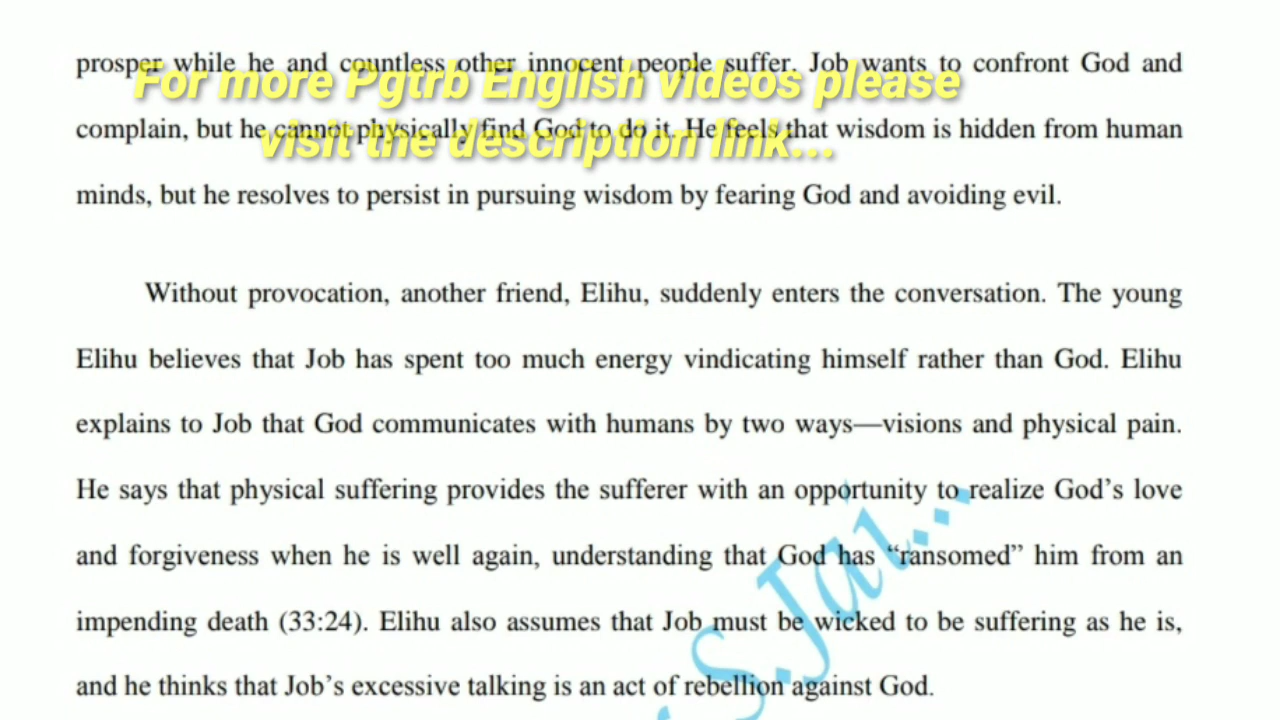 prosper while he and countless other innocent people suffer. Job wants to confront God and
For more Pgtrb English videos please
complain, but he cannot physically find God to do it. He feels that wisdom is hidden from human
visit the description link...
minds, but he resolves to persist in pursuing wisdom by fearing God and avoiding evil.
Without provocation, another friend, Elihu, suddenly enters the conversation. The young
Elihu believes that Job has spent too much energy vindicating himself rather than God. Elihu
explains to Job that God communicates with humans by two ways—visions and physical pain.
He says that physical suffering provides the sufferer with an opportunity to realize God’s love
and forgiveness when he is well again, understanding that God has “ransomed” him from an
impending death (33:24). Elihu also assumes that Job must be wicked to be suffering as he is,
and he thinks that Job’s excessive talking is an act of rebellion against God.
S.Jai...